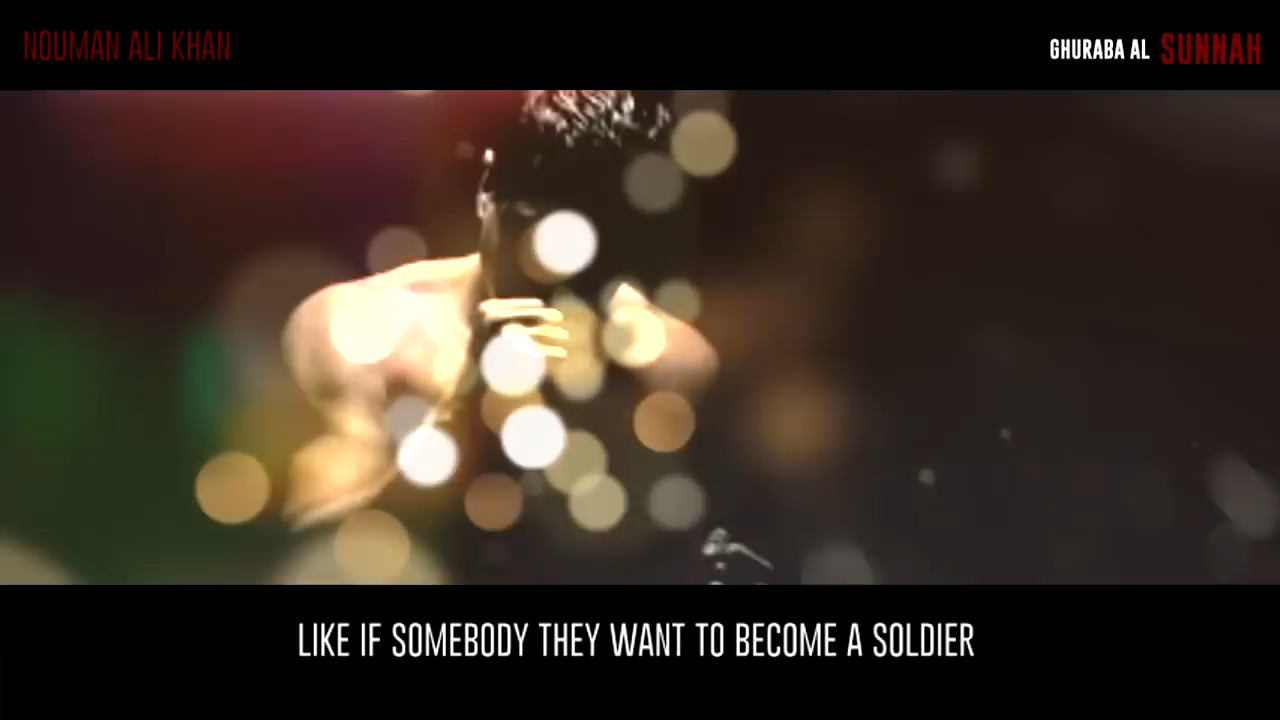 NOUMAN ALI KHAN
GHURABA AL SUNNAH
LIKE IF SOMEBODY THEY WANT TO BECOME A SOLDIER